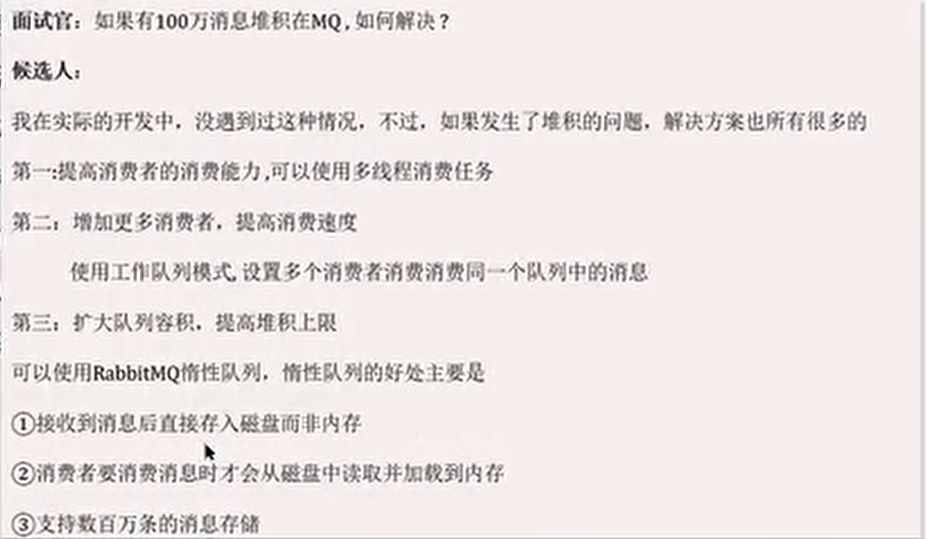 面试官：如果有100万消息堆积在MQ，如何解决？
候选人：
我在实际的开发中，没遇到过这种情况，不过，如果发生了堆积的问题，解决方案也所有很多的
第一:提高消费者的消费能力,可以使用多线程消费任务
第二：增加更多消费者，提高消费速度
使用工作队列模式, 设置多个消费者消费消费同一个队列中的消息
第三：扩大队列容积，提高堆积上限
可以使用RabbitMQ惰性队列，惰性队列的好处主要是
①接收到消息后直接存入磁盘而非内存
②消费者要消费消息时才会从磁盘中读取并加载到内存
③支持数百万条的消息存储